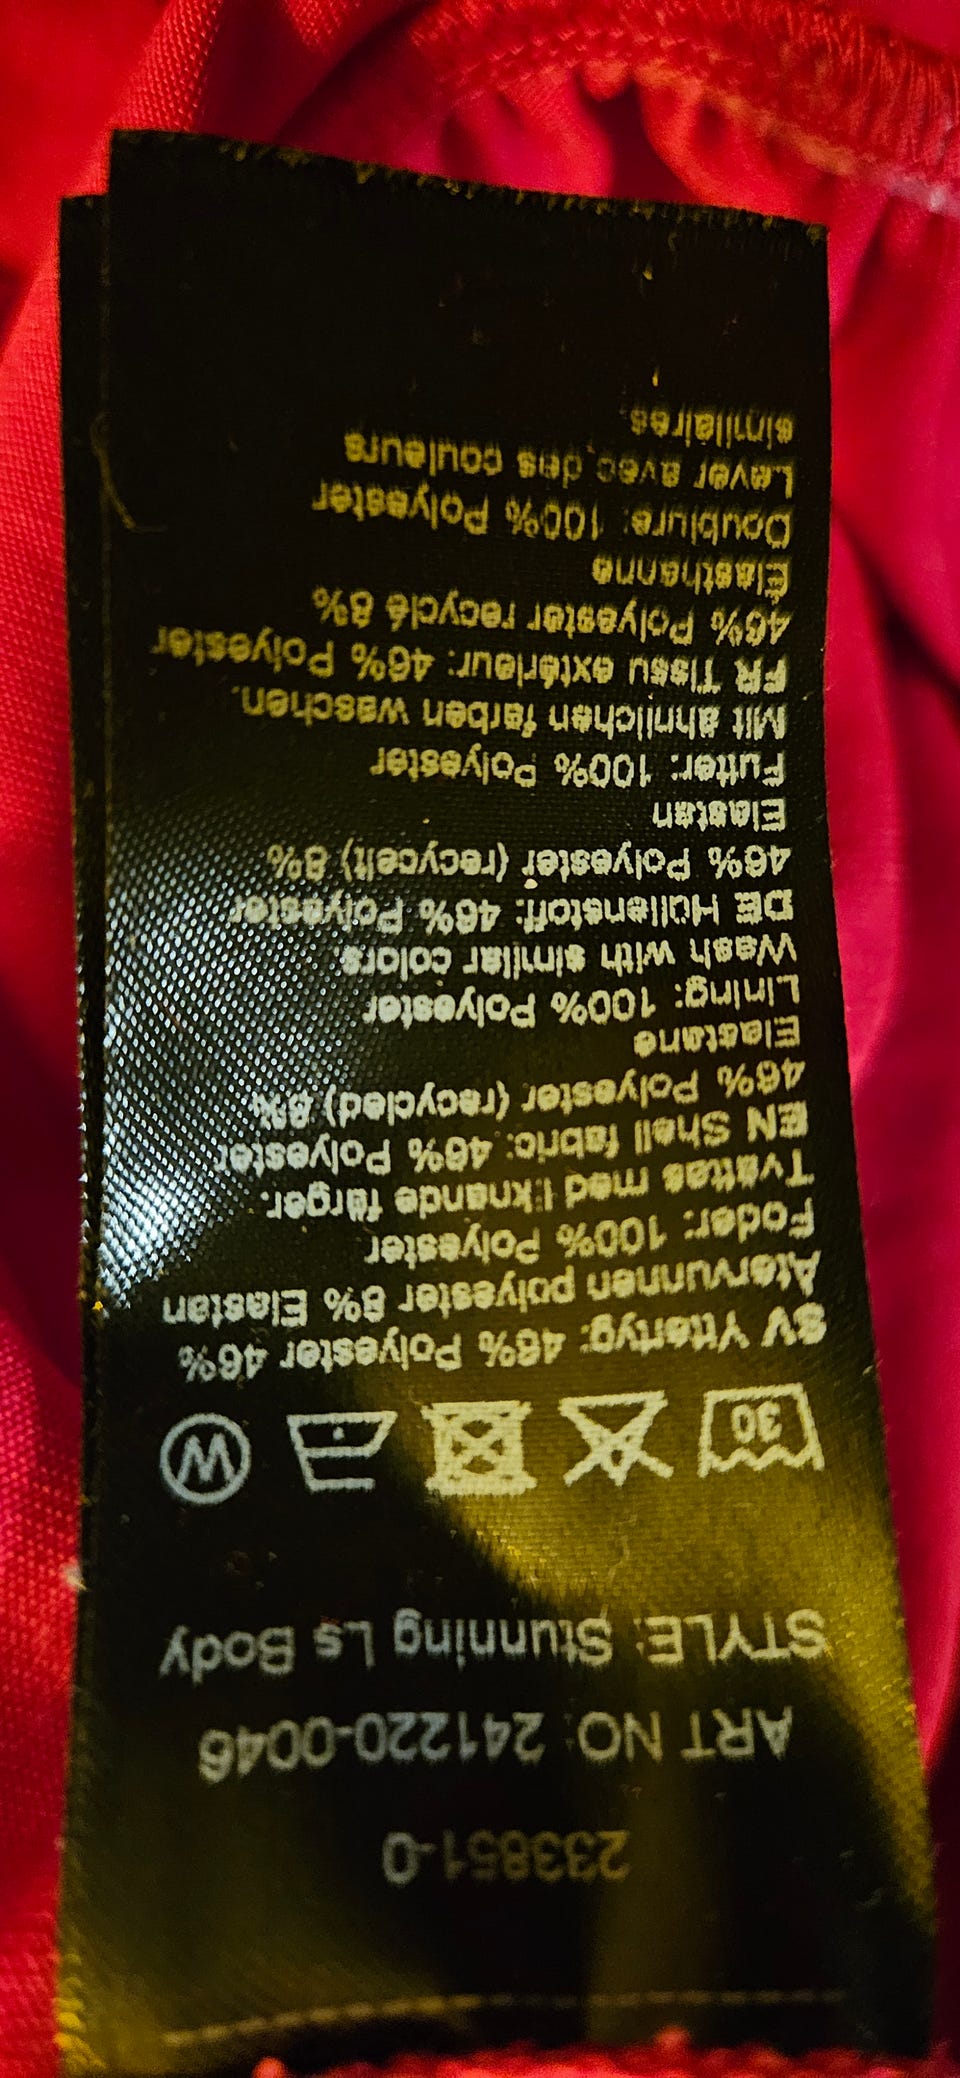 233851-0
ART NO: 241220-0046
STYLE: Stunning Ls Body
30
W
SV Yttertyg: 46% Polyester 46%
Återvunnen polyester 8% Elastan
Foder: 100% Polyester
Tvättas med liknande färger.
EN Shell fabric: 46% Polyester
46% Polyester (recycled) 8%
Elastane
Lining: 100% Polyester
Wash with similar colors
DE Hüllenstoff: 46% Polyester
46% Polyester (recycelt) 8%
Elastan
Futter: 100% Polyester
Mit ähnlichen farben waschen.
FR Tissu extérieur: 46% Polyester
46% Polyester recyclé 8%
Élasthanne
Doublure: 100% Polyester
Laver avec des couleurs
similaires.